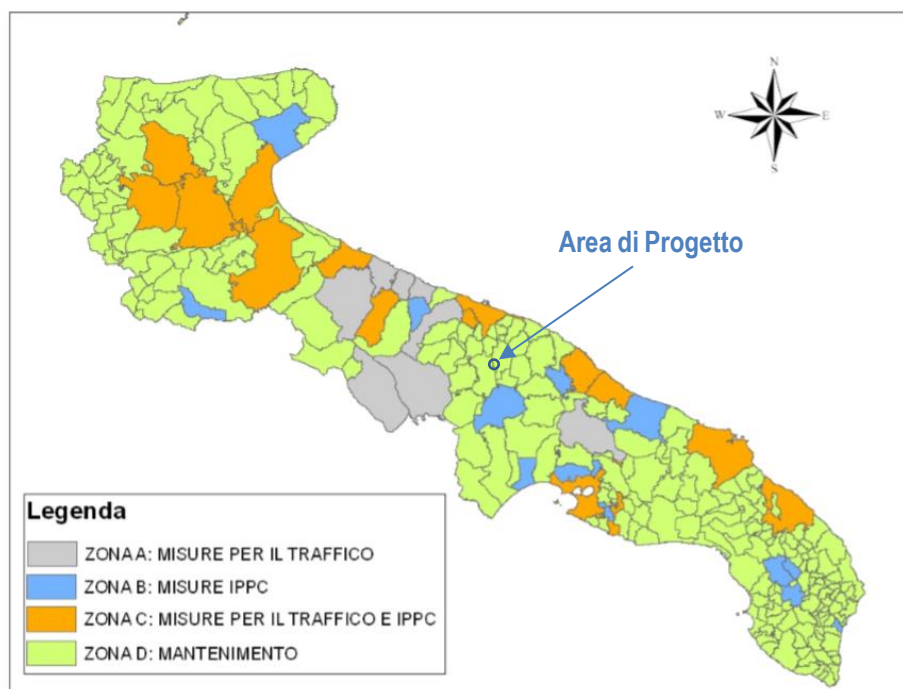 N
W
E
S
Area di Progetto
Legenda
ZONA A: MISURE PER IL TRAFFICO
ZONA B: MISURE IPPC
ZONA C: MISURE PER IL TRAFFICO E IPPC
ZONA D: MANTENIMENTO